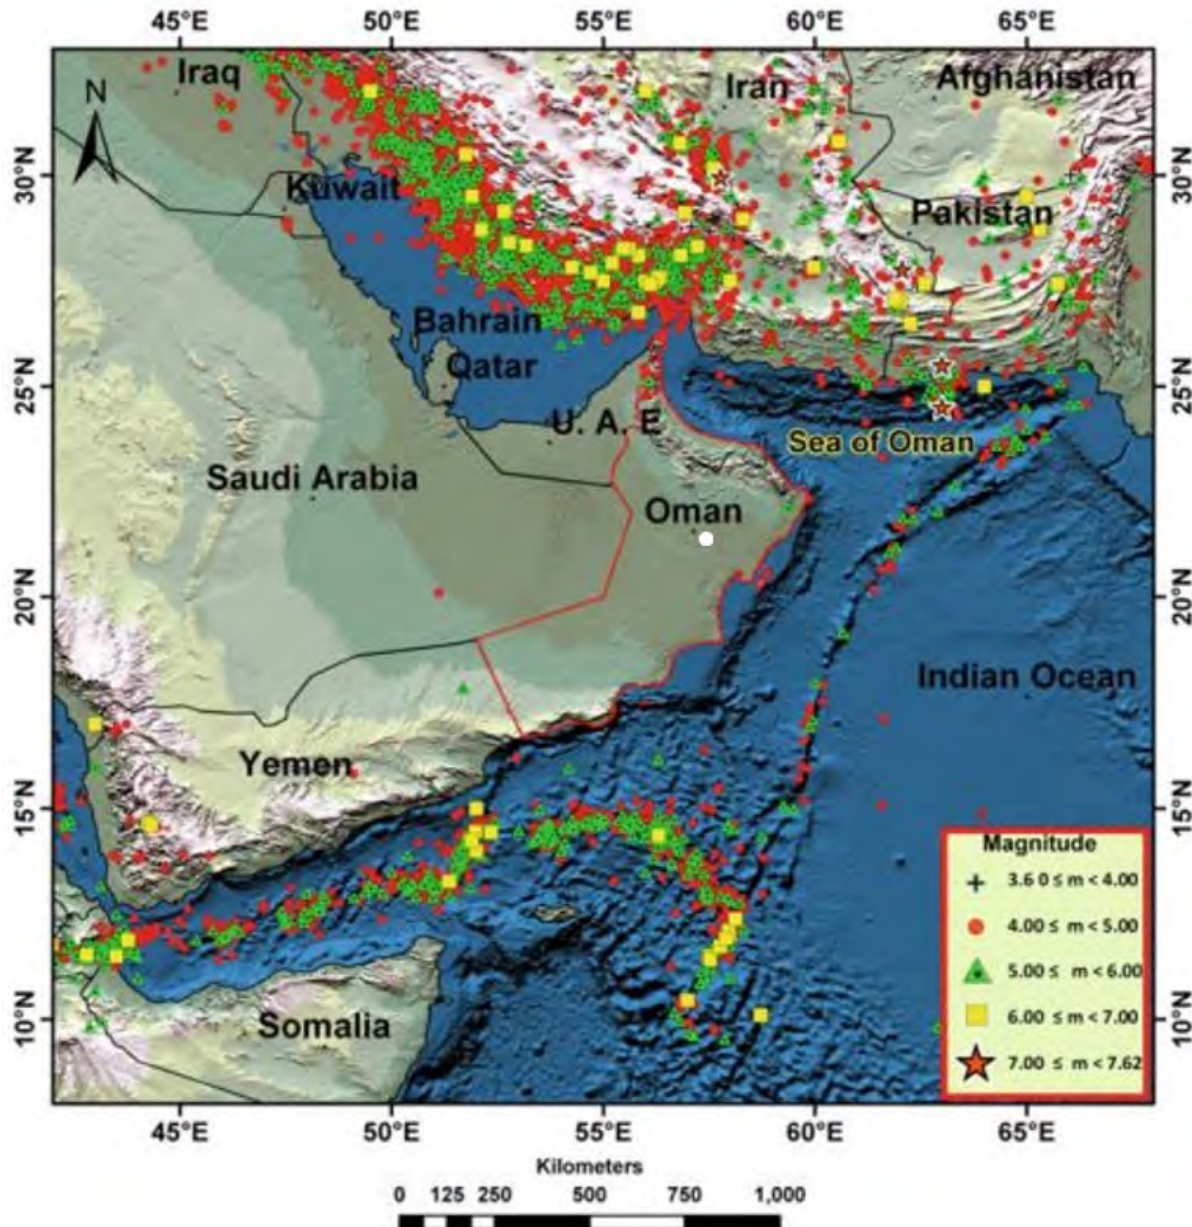 45°E 50°E 55°E 60°E 65°E
Iraq
Iran
Afghanistan
N
30°N
30°N
Kuwait
Pakistan
Bahrain
Qatar
25°N
25°N
U. A. E
Sea of Oman
Saudi Arabia
Oman
20°N
20°N
Indian Ocean
Yemen
15°N
15°N
Magnitude
3.6 0 ≤ m < 4.00
4.00 ≤ m < 5.00
5.00 ≤ m < 6.00
6.00 ≤ m < 7.00
7.00 ≤ m < 7.62
10°N
10°N
Somalia
45°E 50°E 55°E 60°E 65°E
Kilometers
0 125 250 500 750 1,000